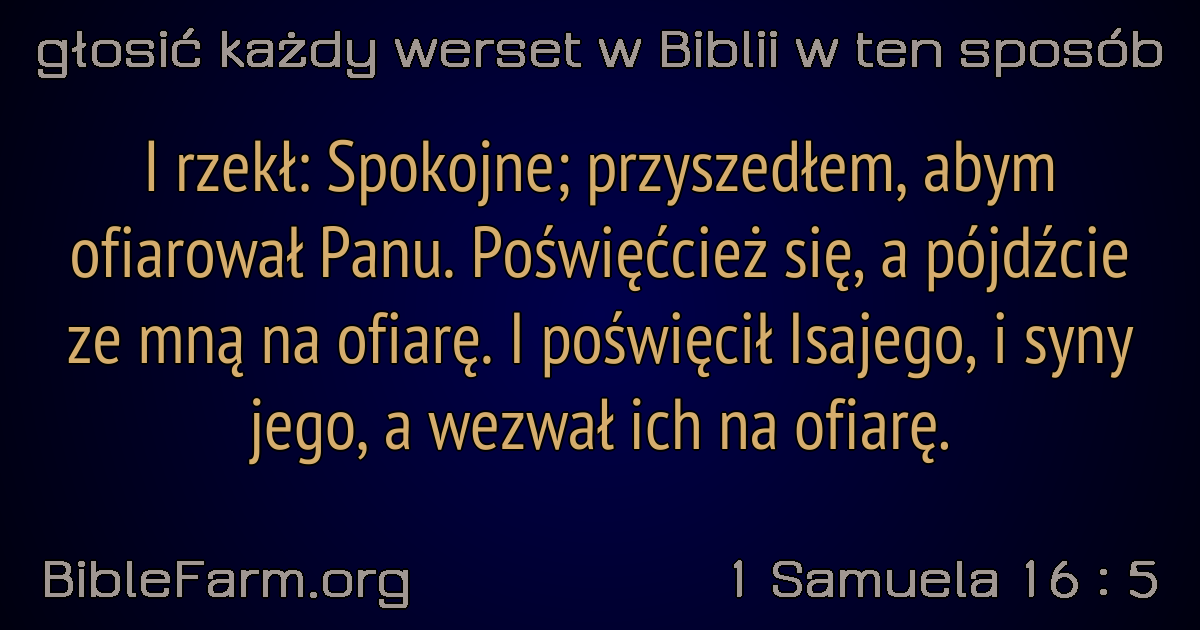 głosić każdy werset w Biblii w ten sposób
I rzekł: Spokojne; przyszedłem, abym
ofiarował Panu. Poświęćcież się, a pójdźcie
ze mną na ofiarę. I poświęcił Isajego, i syny
jego, a wezwał ich na ofiarę.
BibleFarm.org
1 Samuela 16 : 5